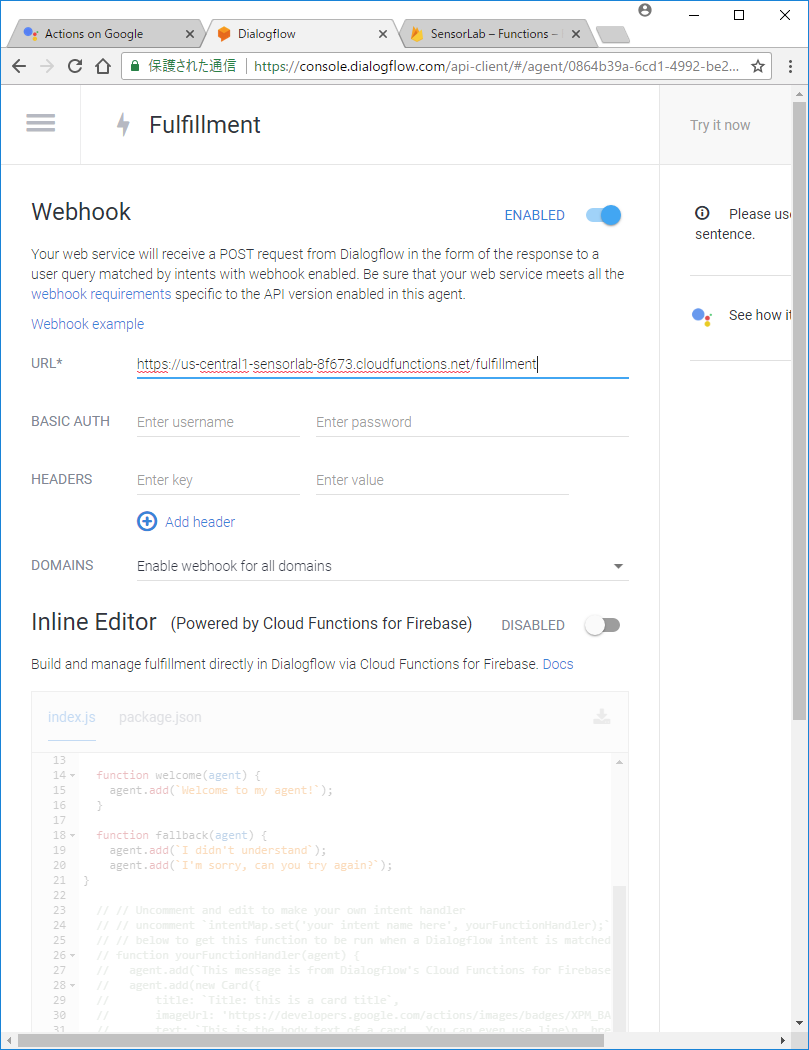 Actions on Google
Dialogflow
SensorLab – Functions –
保護された通信
https://console.dialogflow.com/api-client/#/agent/0864b39a-6cd1-4992-be2...
Fulfillment
Try it now
Webhook
ENABLED
Please use
sentence.
Your web service will receive a POST request from Dialogflow in the form of the response to a
user query matched by intents with webhook enabled. Be sure that your web service meets all the
webhook requirements specific to the API version enabled in this agent.
See how it
Webhook example
URL*
https://us-central1-sensorlab-8f673.cloudfunctions.net/fulfillment
BASIC AUTH
Enter username
Enter password
HEADERS
Enter key
Enter value
Add header
DOMAINS
Enable webhook for all domains
Inline Editor
(Powered by Cloud Functions for Firebase)
DISABLED
Build and manage fulfillment directly in Dialogflow via Cloud Functions for Firebase. Docs
index.js
package.json
13
14 function welcome(agent) {
15 agent.add(`Welcome to my agent!`);
16 }
17
18 function fallback(agent) {
19 agent.add(`I didn't understand`);
20 agent.add(`I'm sorry, can you try again?`);
21 }
22
23 // // Uncomment and edit to make your own intent handler
24 // // uncomment `intentMap.set('your intent name here', yourFunctionHandler);`
25 // // below to get this function to be run when a Dialogflow intent is matched
26 // function yourFunctionHandler(agent) {
27 // agent.add(`This message is from Dialogflow's Cloud Functions for Firebase
28 // agent.add(new Card({
29 // title: `Title: this is a card title`,
30 // imageUrl: 'https://developers.google.com/actions/images/badges/XPM_BA
31 // text: `This is the body text of a card. You can even use line\n bre